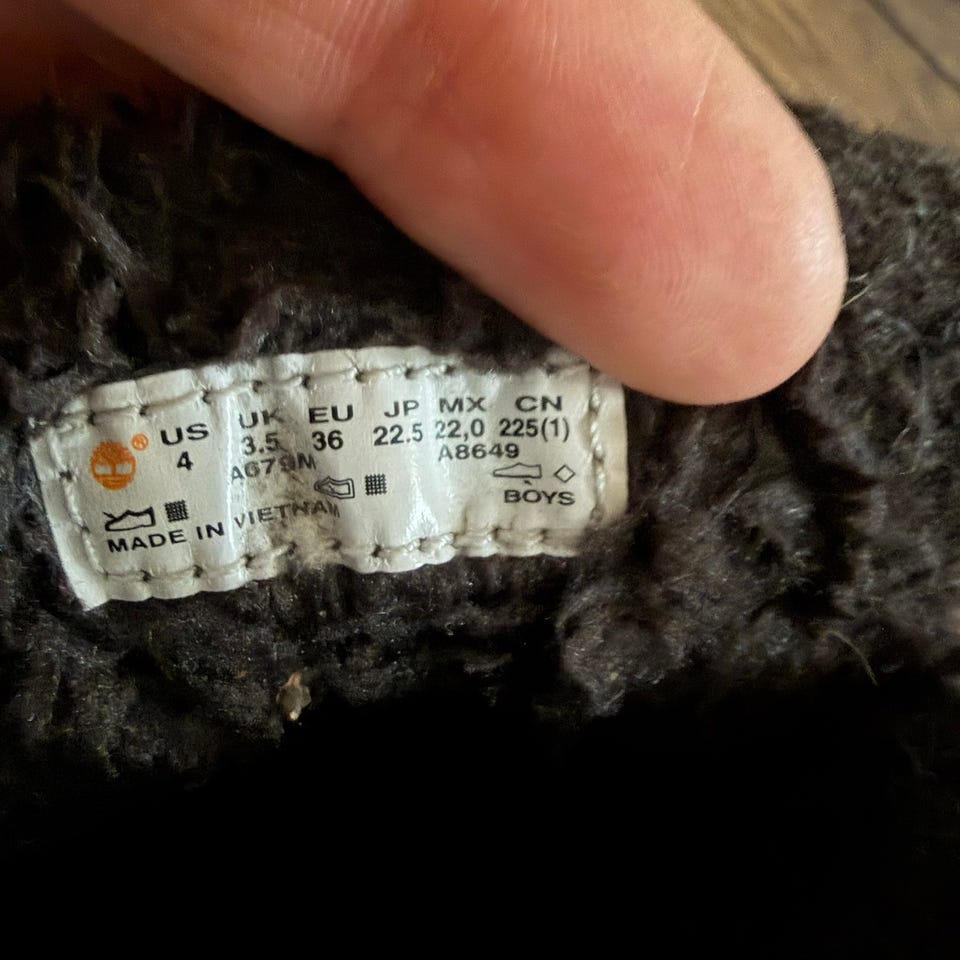 ® US UK EU JP MX CN
4 3.5 36 22.5 22,0 225(1)
A679M A8649
BOYS
MADE IN VIETNAM